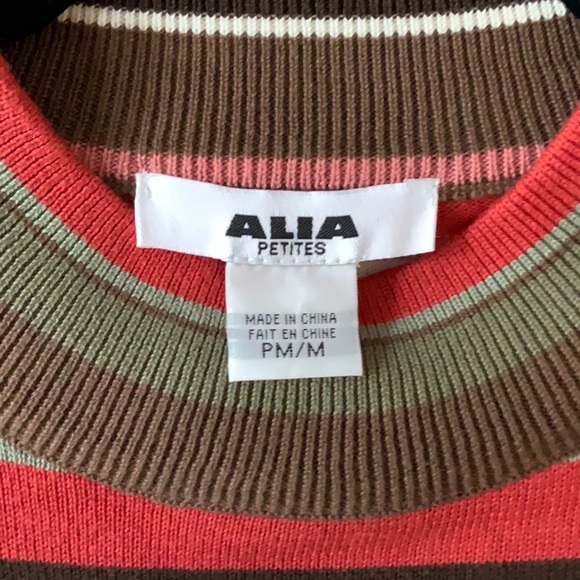 ALIA
PETITES
MADE IN CHINA
FAIT EN CHINE
PM/M